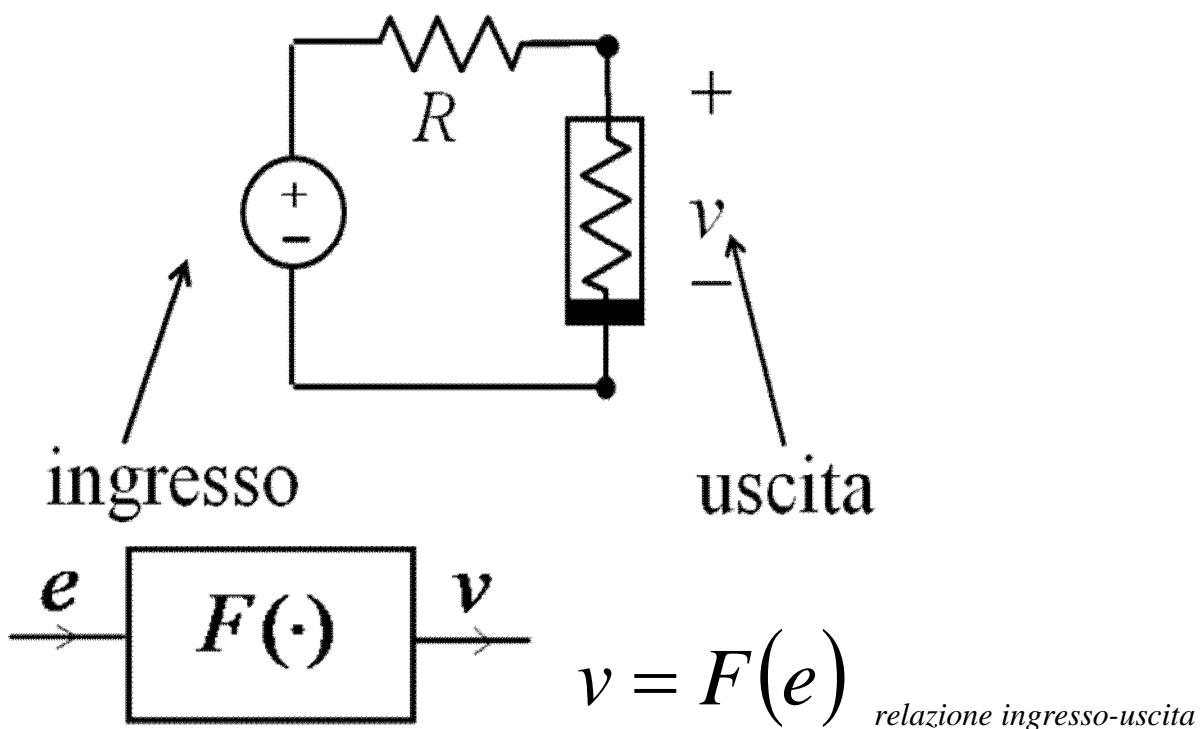 R
+
+
−
v
−
ingresso
uscita
e
F(·)
v
v = F(e)
relazione ingresso-uscita